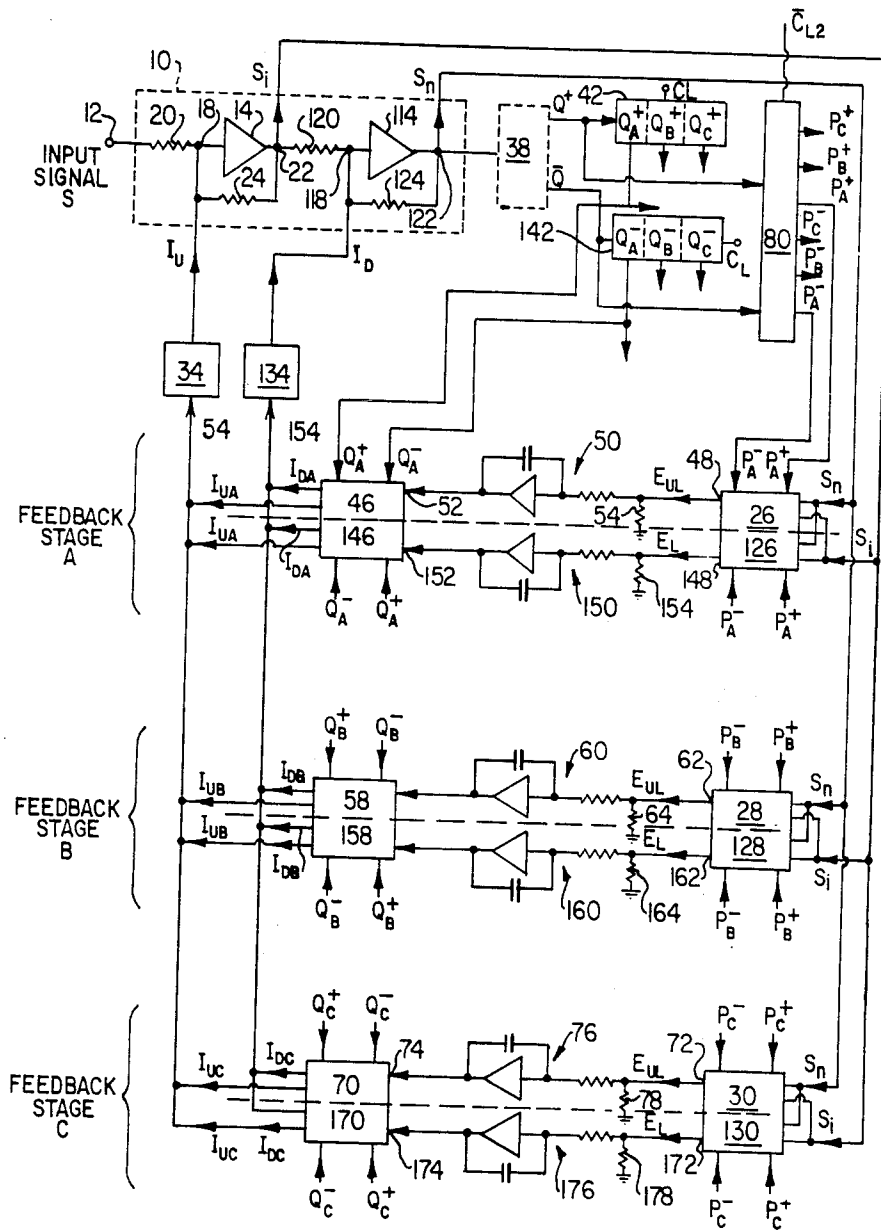 C̅L2
10
Si
Sn
Q+
42
CL
12
20
18
14
120
114
QA+
QB+
QC+
PC+
PB+
PA+
INPUT
SIGNAL
S
22
38
24
118
124
122
Q̅
142
QA-
QB-
QC-
CL
80
PC-
PB-
PA-
IU
ID
34
134
54
154
QA+
QA-
50
PA-
PA+
IDA
48
Sn
IUA
46
52
EUL
26
FEEDBACK
STAGE
A
54
IUA
146
E̅L
126
Si
IDA
152
148
QA-
QA+
150
154
PA-
PA+
QB+
QB-
60
PB-
PB+
62
IDB
EUL
Sn
IUB
58
28
FEEDBACK
STAGE
B
64
IUB
158
E̅L
128
IDB
162
Si
QB-
QB+
160
164
PB-
PB+
QC+
QC-
76
PC-
PC+
74
72
IDC
EUL
Sn
IUC
70
30
FEEDBACK
STAGE
C
78
170
E̅L
130
Si
IUC
IDC
174
172
QC-
QC+
176
178
PC-
PC+